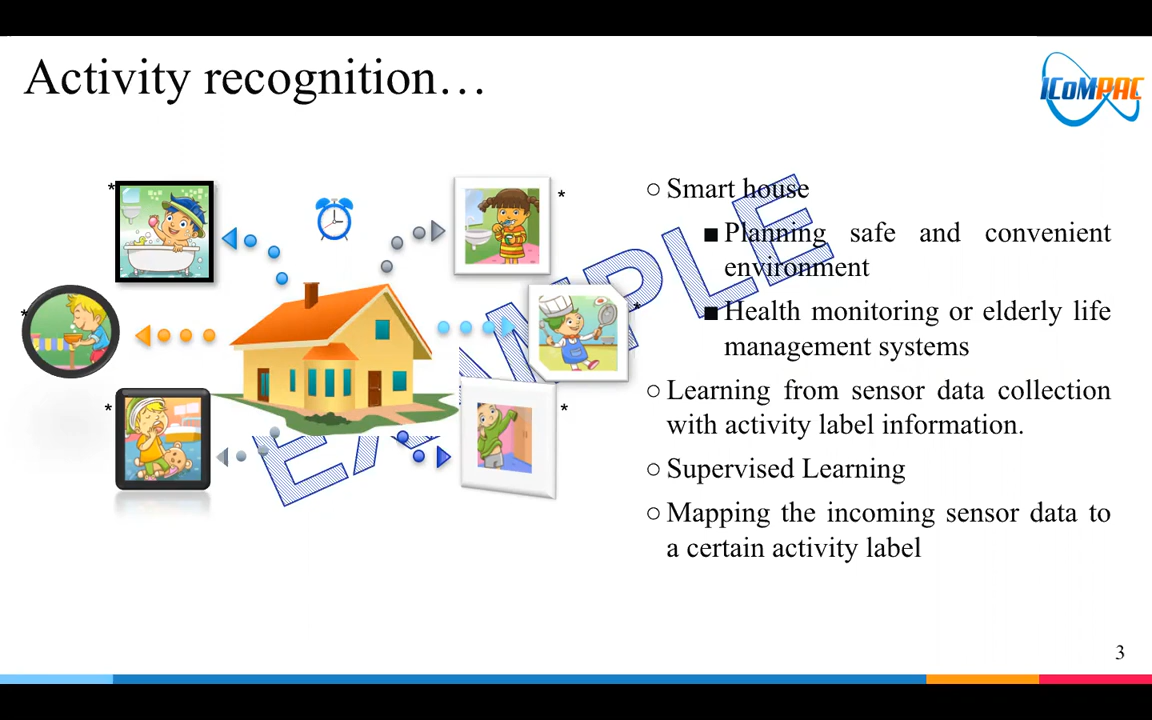 Activity recognition…
ICoMPAC
*
*
*
*
*
*
EXAMPLE
○ Smart house
■ Planning safe and convenient
environment
■ Health monitoring or elderly life
management systems
○ Learning from sensor data collection
with activity label information.
○ Supervised Learning
○ Mapping the incoming sensor data to
a certain activity label
3